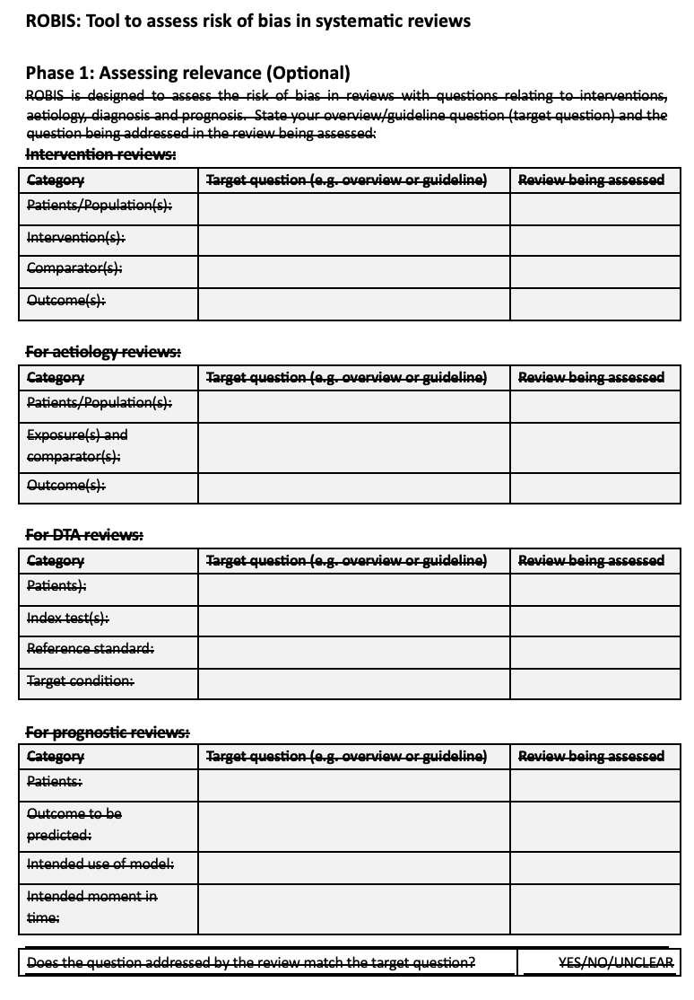 ROBIS: Tool to assess risk of bias in systematic reviews
Phase 1: Assessing relevance (Optional)
ROBIS is designed to assess the risk of bias in reviews with questions relating to interventions,
aetiology, diagnosis and prognosis. State your overview/guideline question (target question) and the
question being addressed in the review being assessed:
Intervention reviews:
Category Target question (e.g. overview or guideline) Review being assessed
Patients/Population(s):
Intervention(s):
Comparator(s):
Outcome(s):
For aetiology reviews:
Category Target question (e.g. overview or guideline) Review being assessed
Patients/Population(s):
Exposure(s) and
comparator(s):
Outcome(s):
For DTA reviews:
Category Target question (e.g. overview or guideline) Review being assessed
Patients):
Index test(s):
Reference standard:
Target condition:
For prognostic reviews:
Category Target question (e.g. overview or guideline) Review being assessed
Patients:
Outcome to be
predicted:
Intended use of model:
Intended moment in
time:
Does the question addressed by the review match the target question? YES/NO/UNCLEAR